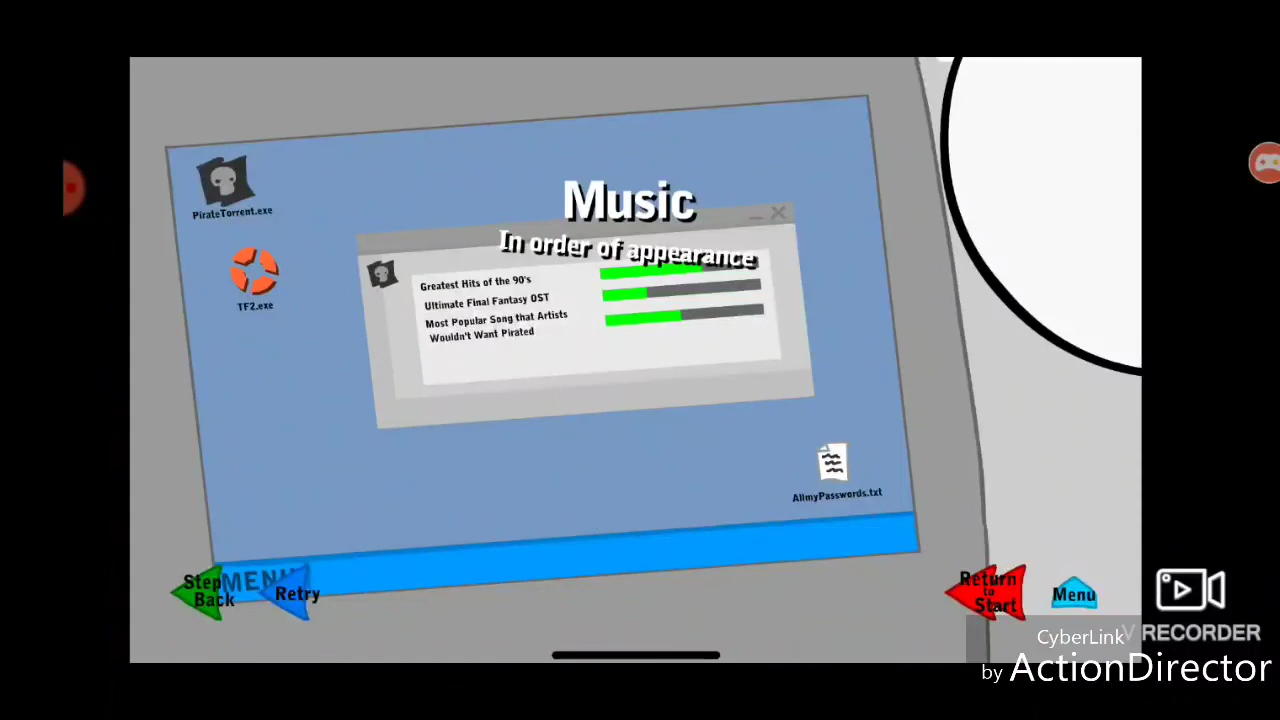 Music
In order of appearance
PirateTorrent.exe
TF2.exe
Greatest Hits of the 90's
Ultimate Final Fantasy OST
Most Popular Song that Artists
Wouldn't Want Pirated
AllmyPasswords.txt
MENU
Step
Back
Retry
Return
to
Start
Menu
V RECORDER
CyberLink
by ActionDirector